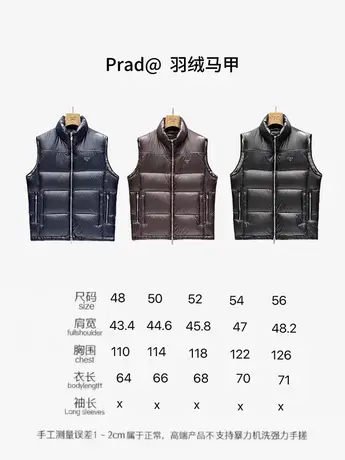 Prad@ 羽绒马甲
尺码 48 50 52 54 56
size
肩宽 43.4 44.6 45.8 47 48.2
fullshoulder
胸围 110 114 118 122 126
chest
衣长 64 66 68 70 71
bodylength
袖长 x x x x x
Long sleeves
手工测量误差1~2cm属于正常,高端产品不支持暴力机洗强力手搓